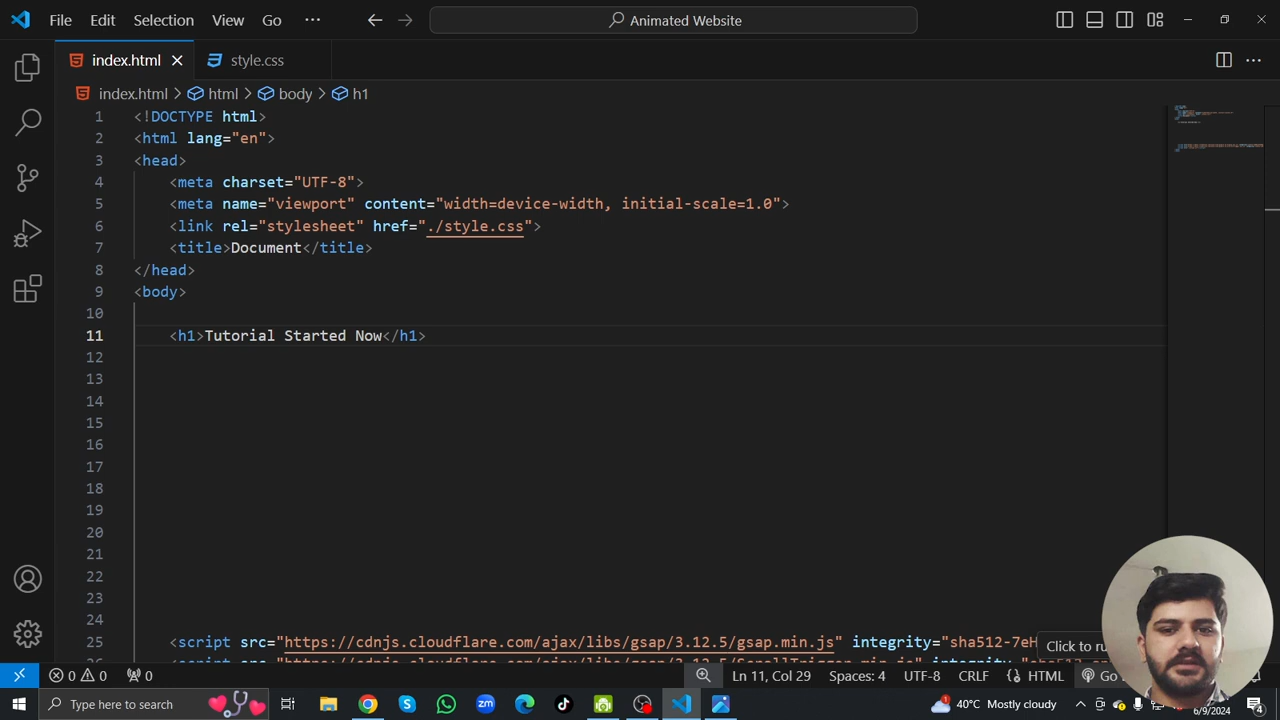 File Edit Selection View Go ··· Animated Website
index.html style.css
index.html > html > body > h1
1 <!DOCTYPE html>
2 <html lang="en">
3 <head>
4 <meta charset="UTF-8">
5 <meta name="viewport" content="width=device-width, initial-scale=1.0">
6 <link rel="stylesheet" href="./style.css">
7 <title>Document</title>
8 </head>
9 <body>
10
11 <h1>Tutorial Started Now</h1>
12
13
14
15
16
17
18
19
20
21
22
23
24
25 <script src="https://cdnjs.cloudflare.com/ajax/libs/gsap/3.12.5/gsap.min.js" integrity="sha512-7eH
Click to ru
0 0 0 Ln 11, Col 29 Spaces: 4 UTF-8 CRLF HTML Go
Type here to search 40°C Mostly cloudy
6/9/2024 4